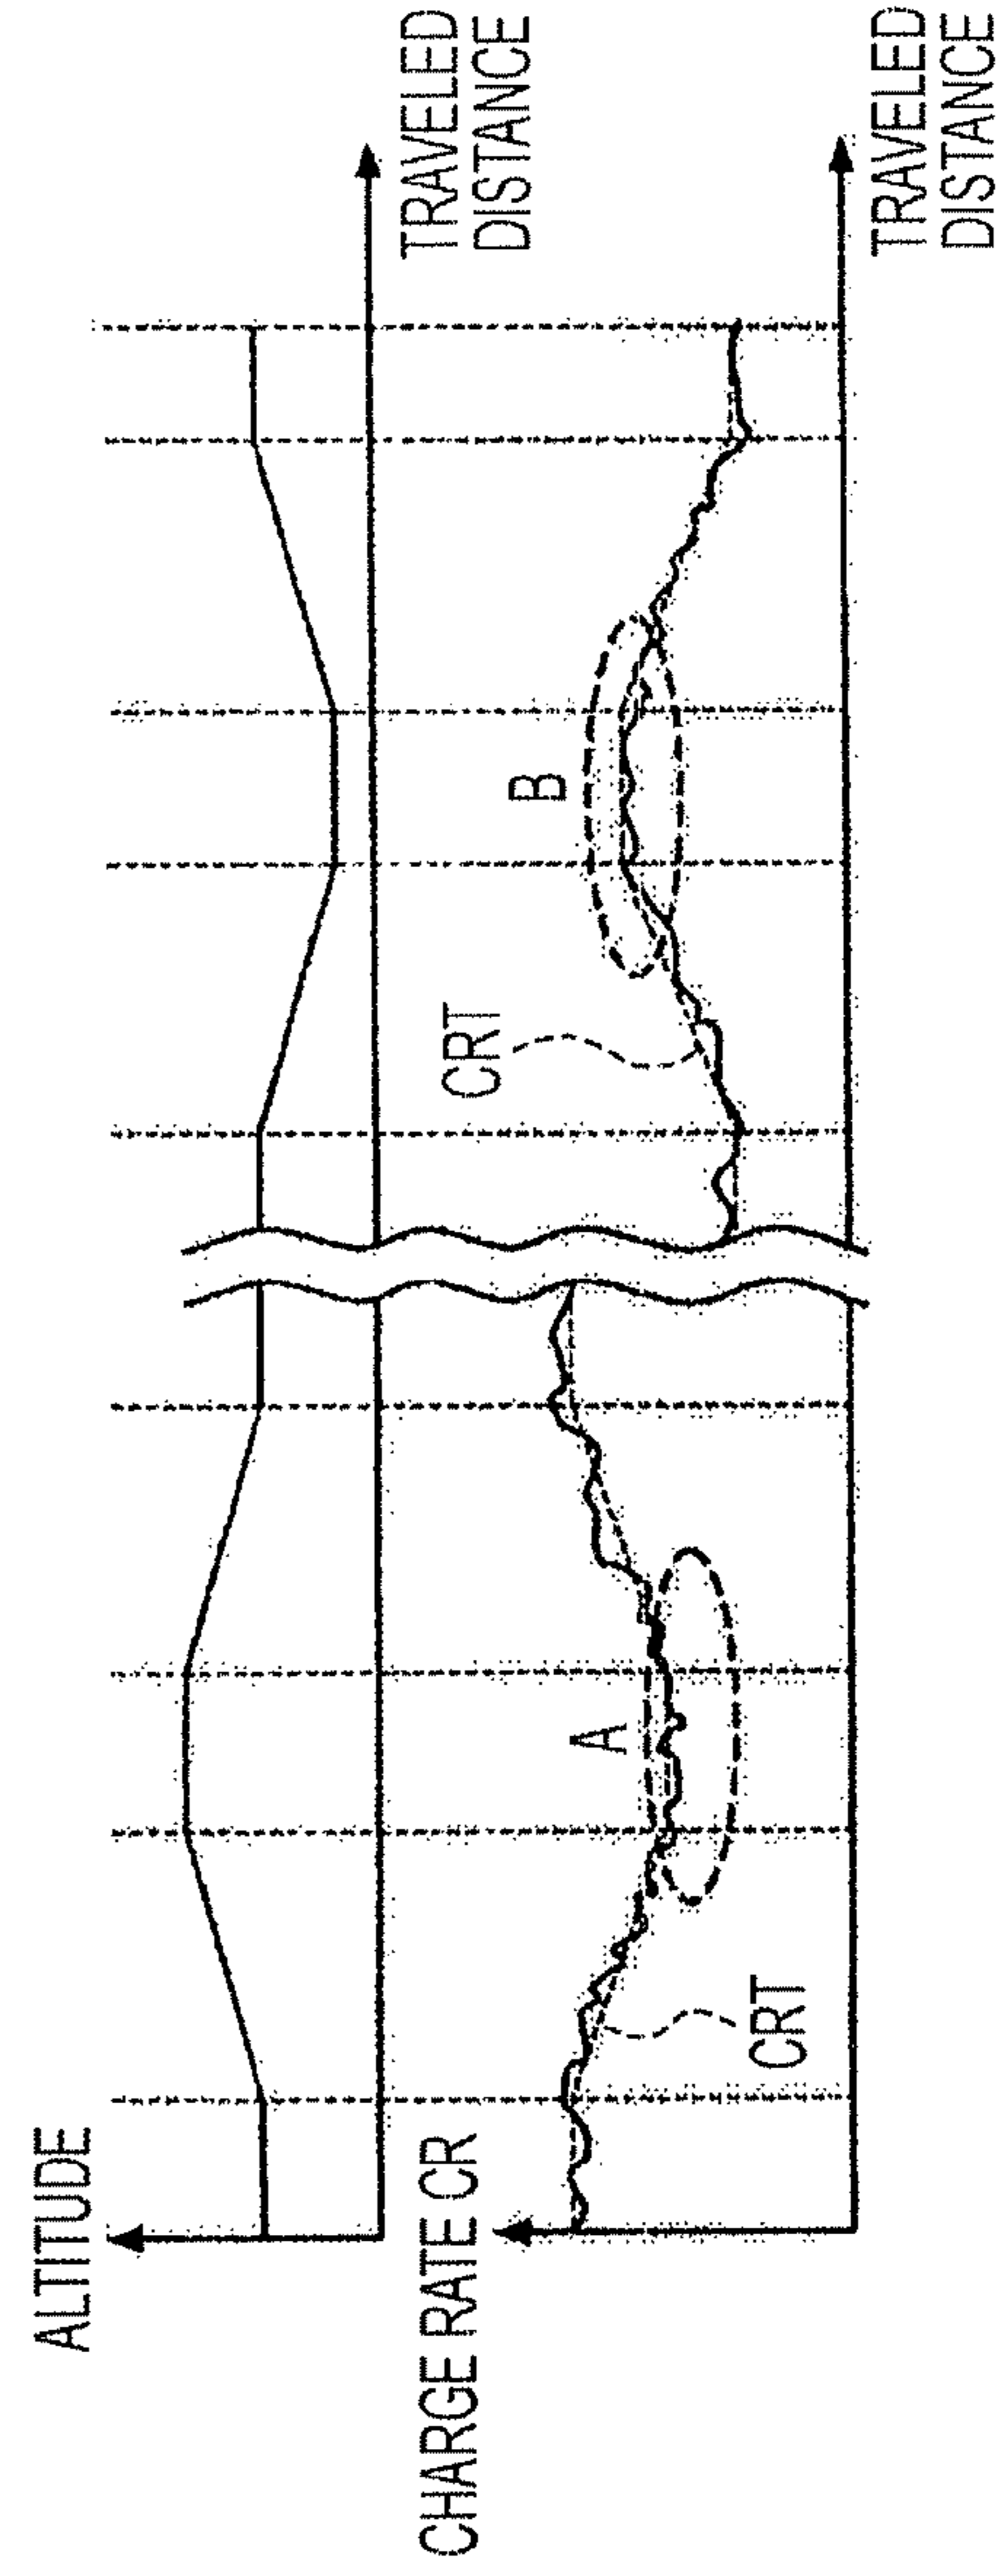 ALTITUDE
TRAVELED
DISTANCE
CHARGE RATE CR
CRT
A
CRT
B
TRAVELED
DISTANCE